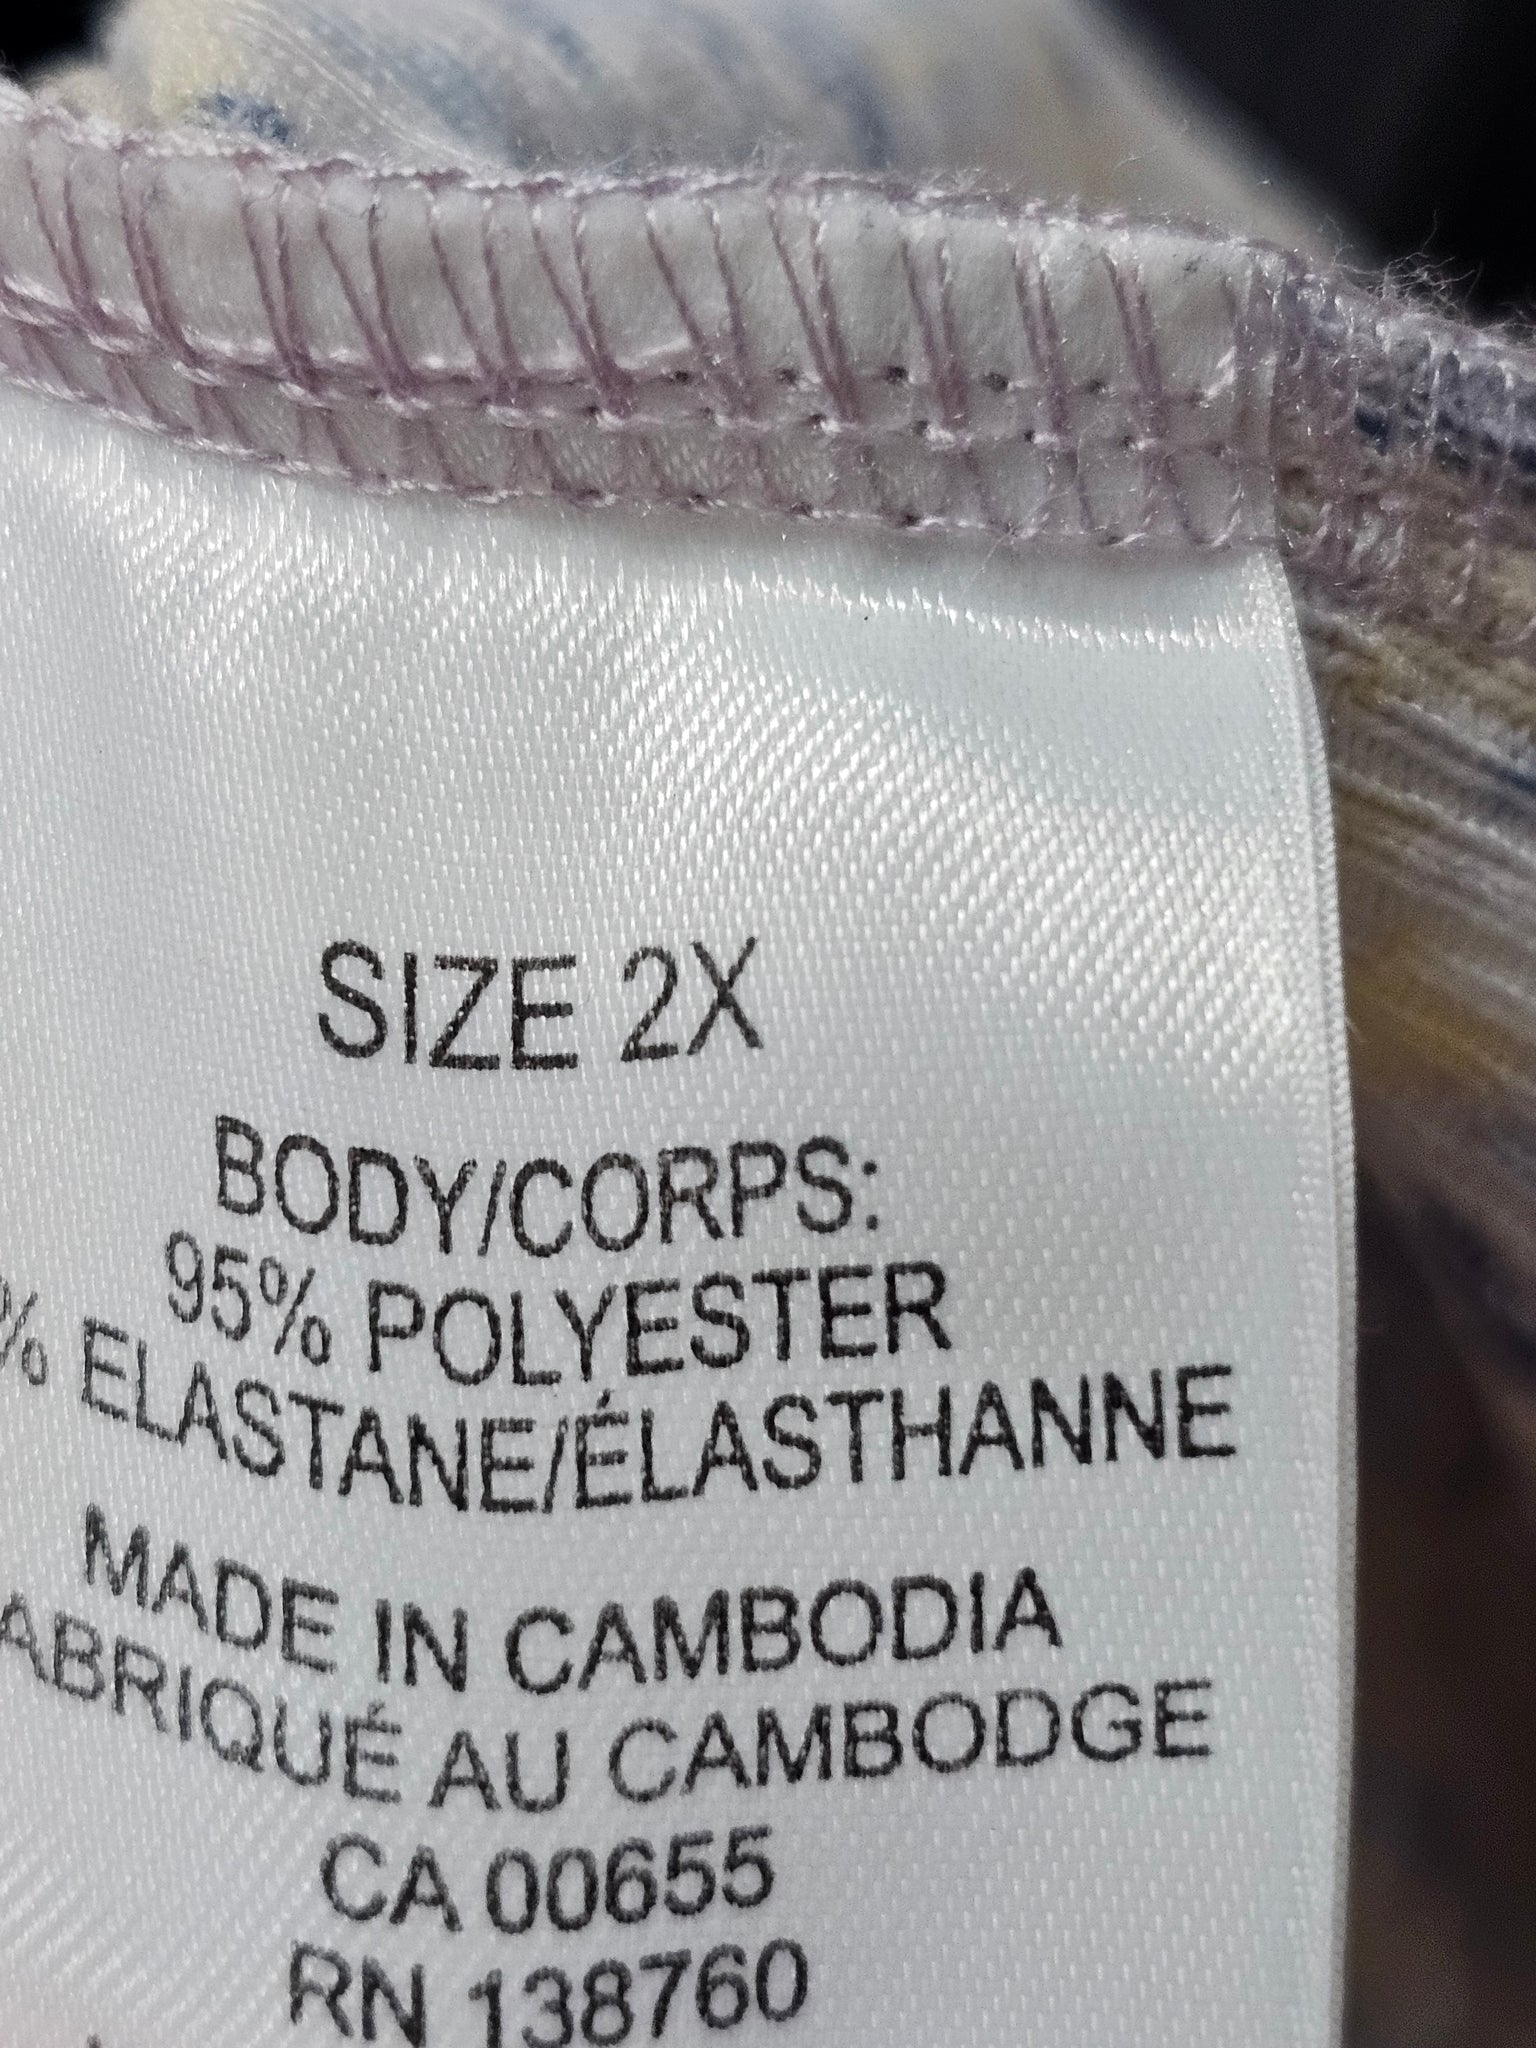 SIZE 2X
BODY/CORPS:
95% POLYESTER
% ELASTANE/ÉLASTHANNE
MADE IN CAMBODIA
ABRIQUÉ AU CAMBODGE
CA 00655
RN 138760